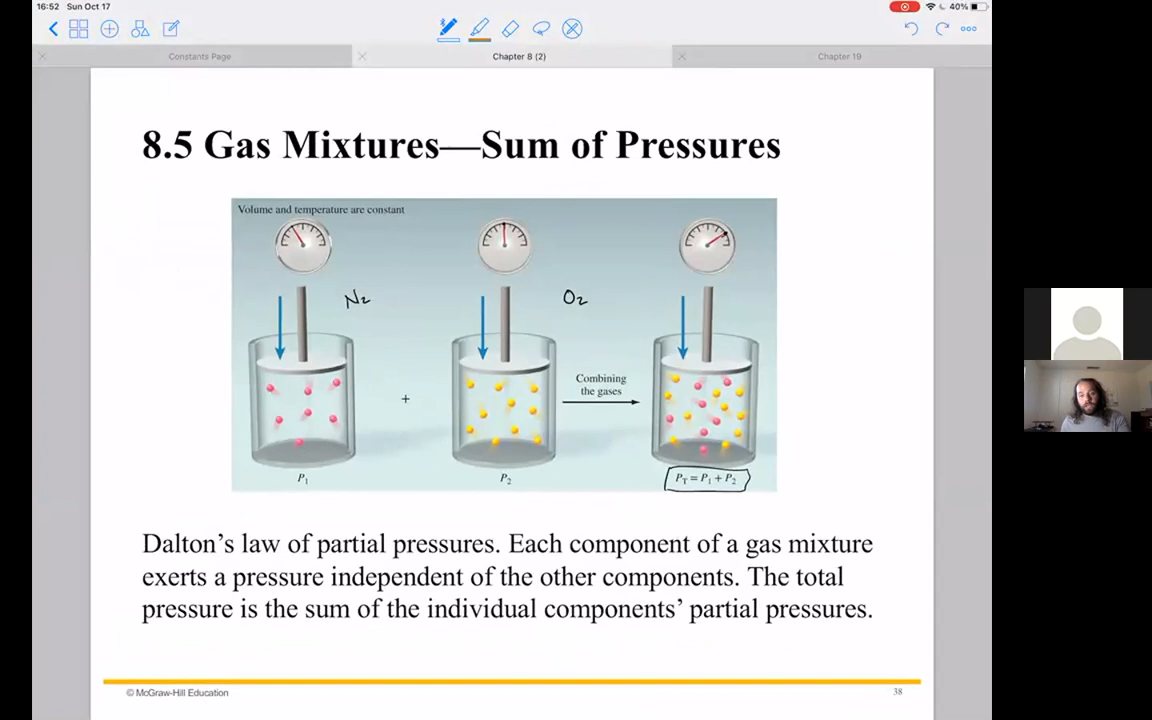 16:52 Sun Oct 17
40%
Constants Page
Chapter 8 (2)
Chapter 19
8.5 Gas Mixtures—Sum of Pressures
Volume and temperature are constant
N₂
O₂
Combining
the gases
+
P₁
P₂
P_T = P₁ + P₂
Dalton’s law of partial pressures. Each component of a gas mixture
exerts a pressure independent of the other components. The total
pressure is the sum of the individual components’ partial pressures.
© McGraw-Hill Education
38